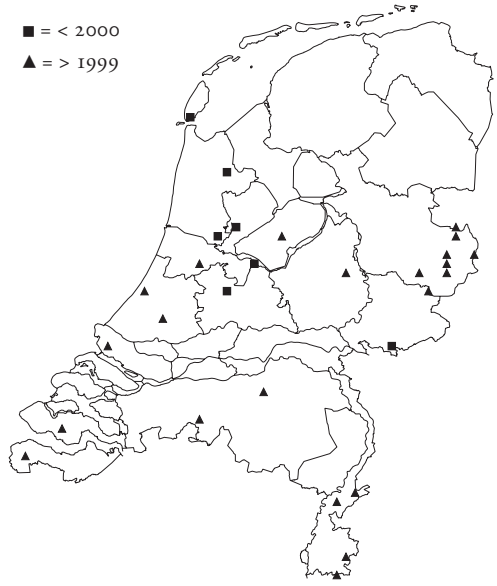 ■ = < 2000
▲ = > 1999